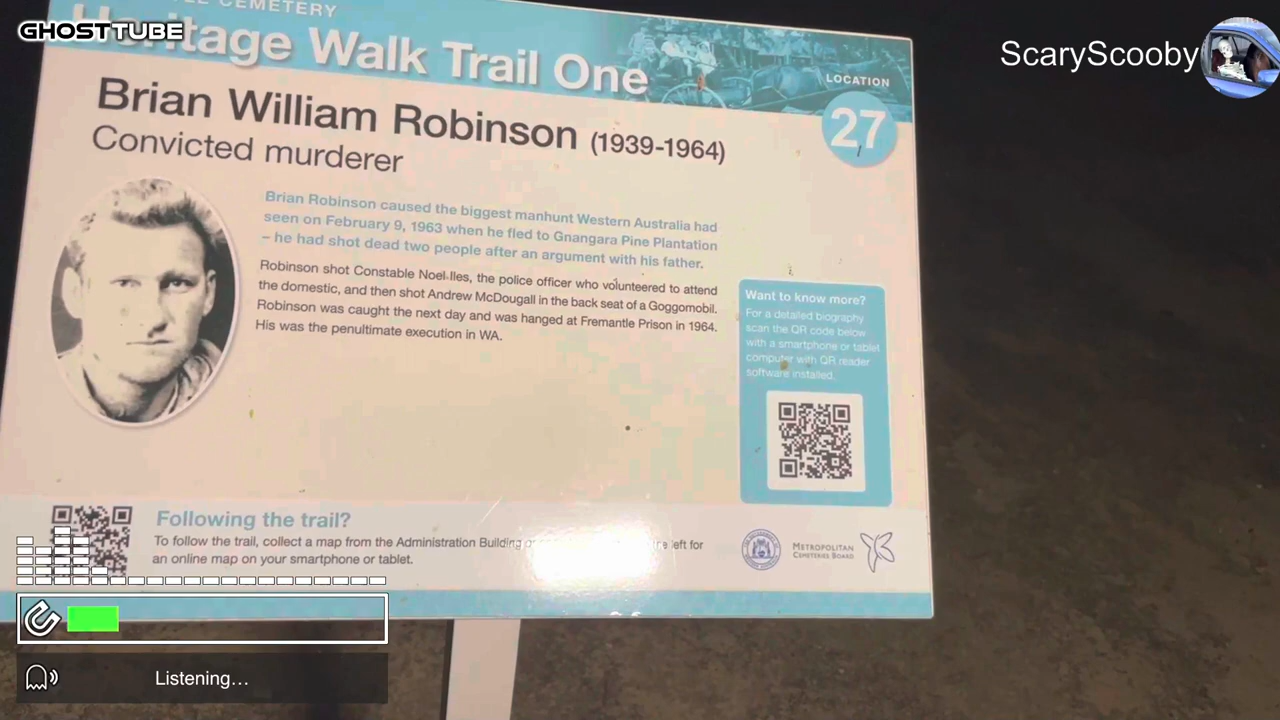 CEMETERY
GHOSTTUBE
Heritage Walk Trail One
ScaryScooby
LOCATION
27
Brian William Robinson (1939-1964)
Convicted murderer
Brian Robinson caused the biggest manhunt Western Australia had
seen on February 9, 1963 when he fled to Gnangara Pine Plantation
– he had shot dead two people after an argument with his father.
Robinson shot Constable Noel Iles, the police officer who volunteered to attend
the domestic, and then shot Andrew McDougall in the back seat of a Goggomobil.
Robinson was caught the next day and was hanged at Fremantle Prison in 1964.
His was the penultimate execution in WA.
Want to know more?
For a detailed biography
scan the QR code below
with a smartphone or tablet
computer with QR reader
software installed.
Following the trail?
To follow the trail, collect a map from the Administration Building left for
an online map on your smartphone or tablet.
METROPOLITAN
CEMETERIES BOARD
Listening...